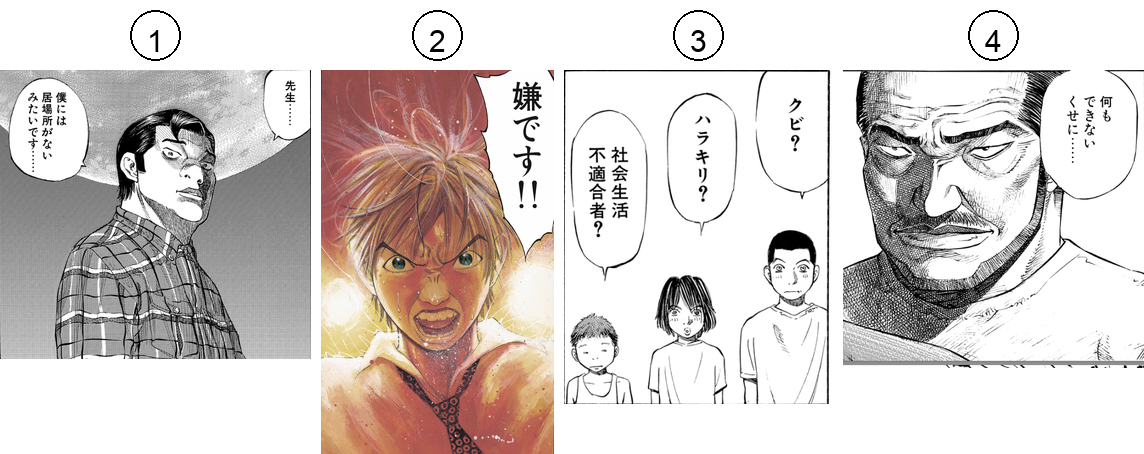 1
2
3
4
先生……
僕には
居場所がない
みたいです……
嫌です!!
クビ?
ハラキリ?
社会生活
不適合者?
何も
できない
くせに……